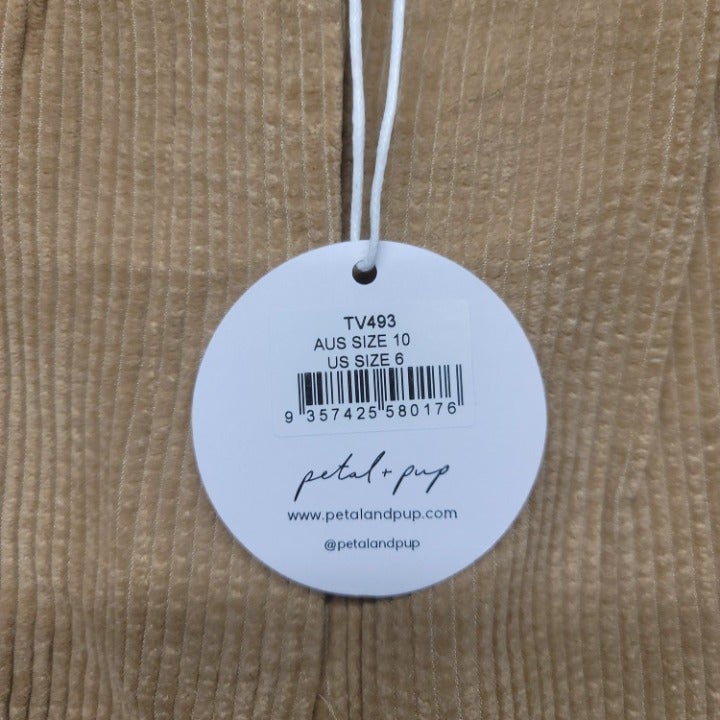 TV493
AUS SIZE 10
US SIZE 6
9 357425 580176
petal + pup
www.petalandpup.com
@petalandpup